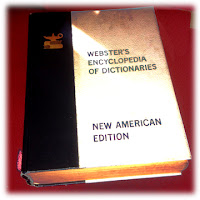 WEBSTER'S
ENCYCLOPEDIA
OF DICTIONARIES
NEW AMERICAN
EDITION